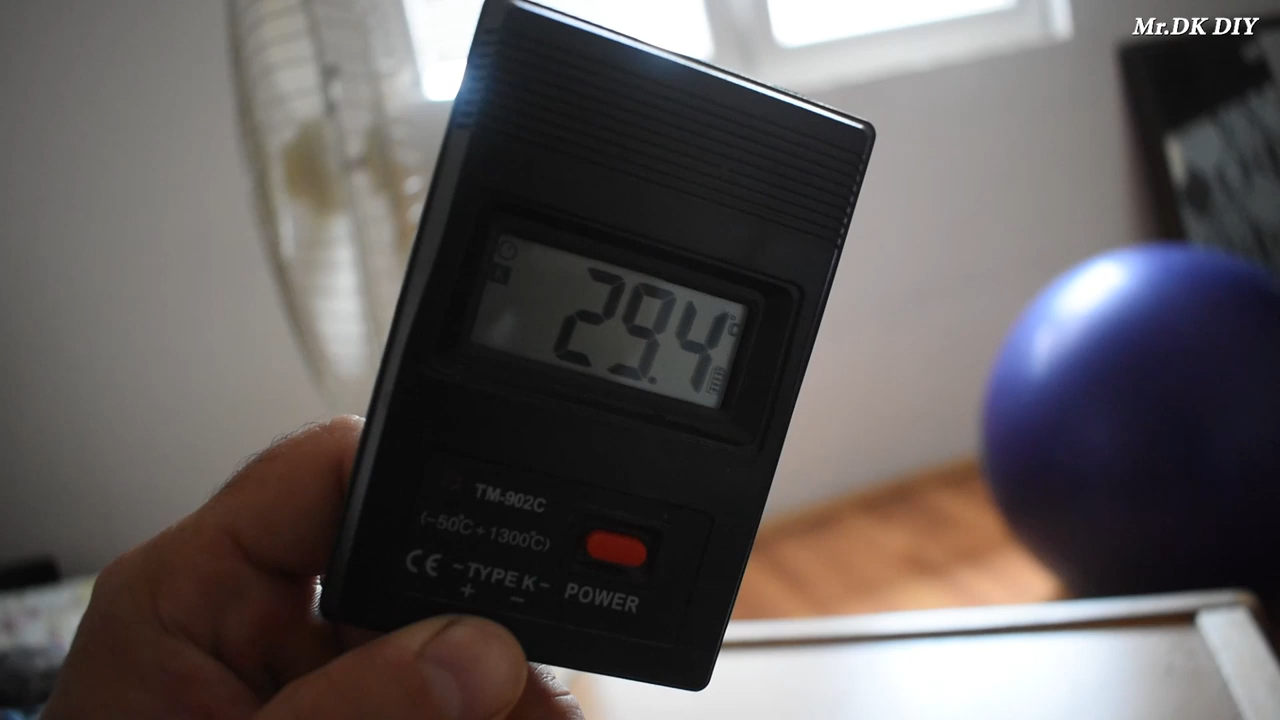 Mr.DK DIY
29.4
°C
TM-902C
(-50℃+1300℃)
CE -TYPE K- POWER
+ -